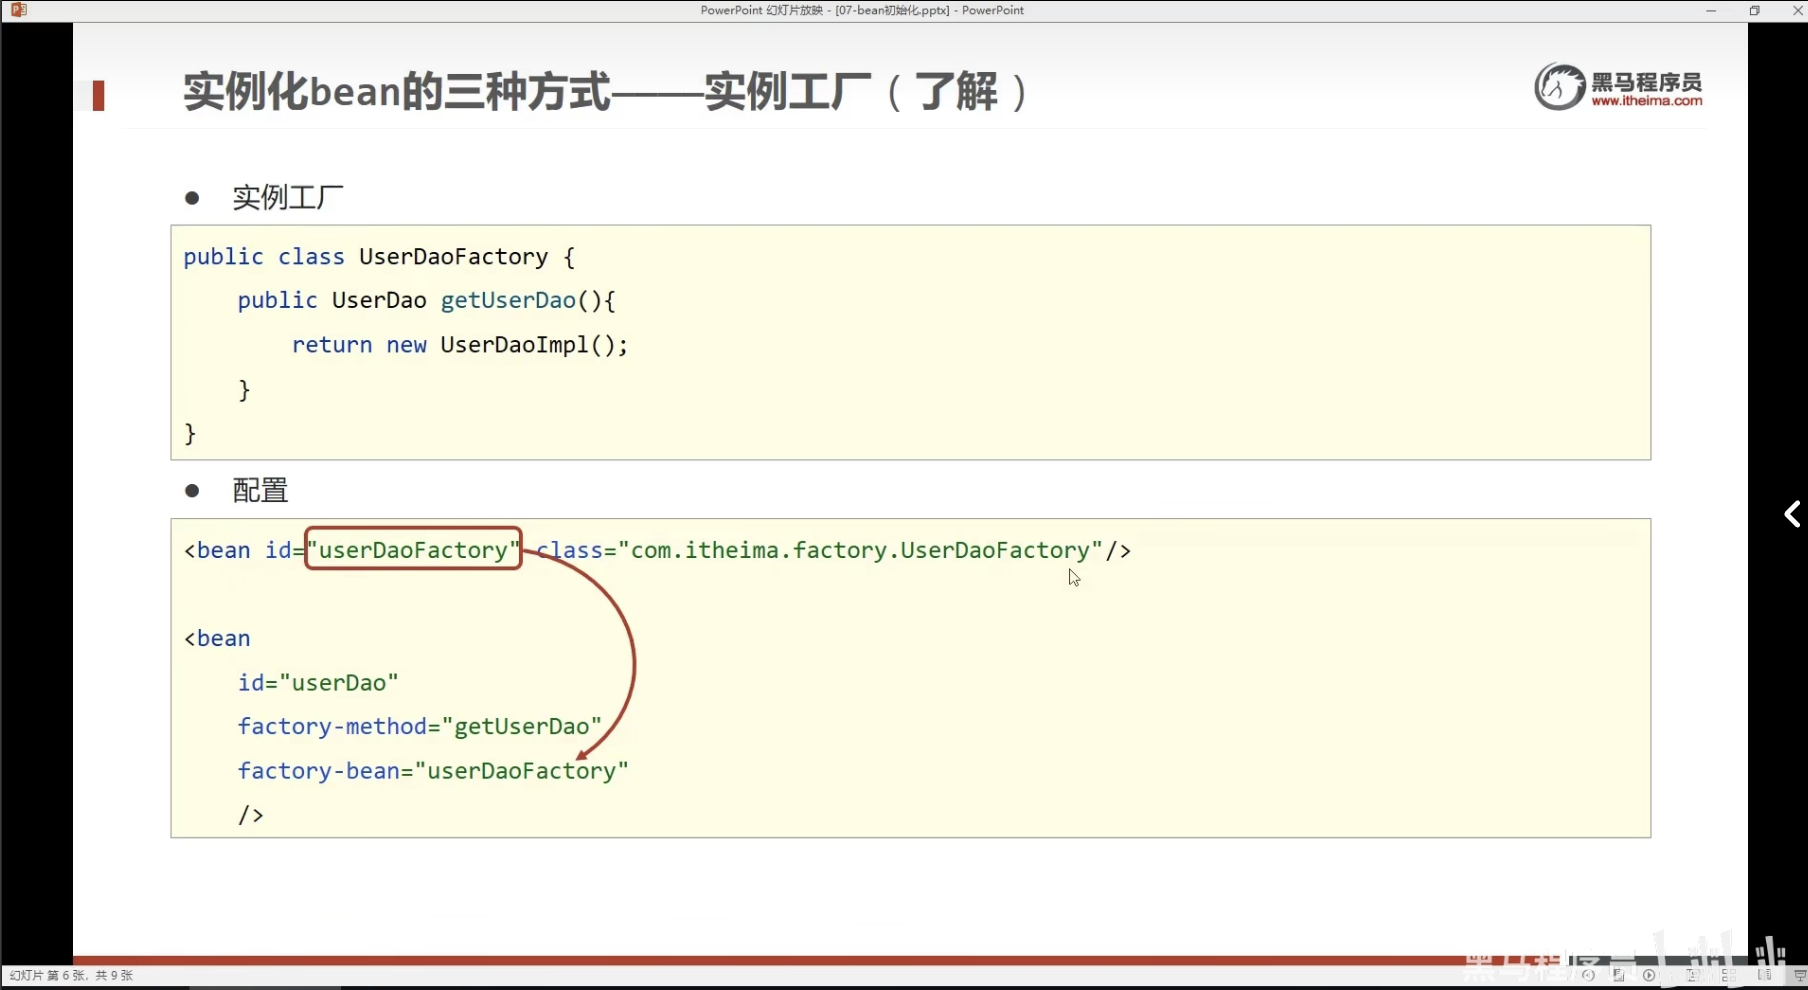 PowerPoint 幻灯片放映 - [07-bean初始化.pptx] - PowerPoint
实例化bean的三种方式——实例工厂（了解）
黑马程序员
www.itheima.com
● 实例工厂
public class UserDaoFactory {
public UserDao getUserDao(){
return new UserDaoImpl();
}
}
● 配置
<bean id="userDaoFactory" class="com.itheima.factory.UserDaoFactory"/>
<bean
id="userDao"
factory-method="getUserDao"
factory-bean="userDaoFactory"
/>
黑马程序员
幻灯片 第 6 张，共 9 张